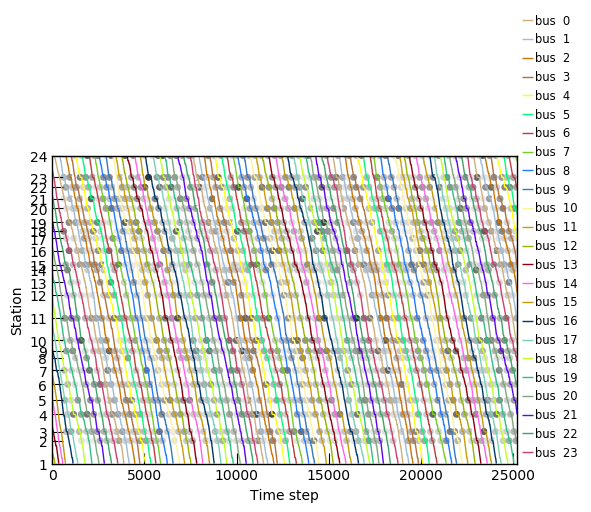 bus 0
bus 1
bus 2
bus 3
bus 4
bus 5
bus 6
bus 7
bus 8
bus 9
bus 10
bus 11
bus 12
bus 13
bus 14
bus 15
bus 16
bus 17
bus 18
bus 19
bus 20
bus 21
bus 22
bus 23
24
23
22
21
20
19
18
17
16
15
14
13
12
11
10
9
8
7
6
5
4
3
2
1
Station
0 5000 10000 15000 20000 25000
Time step